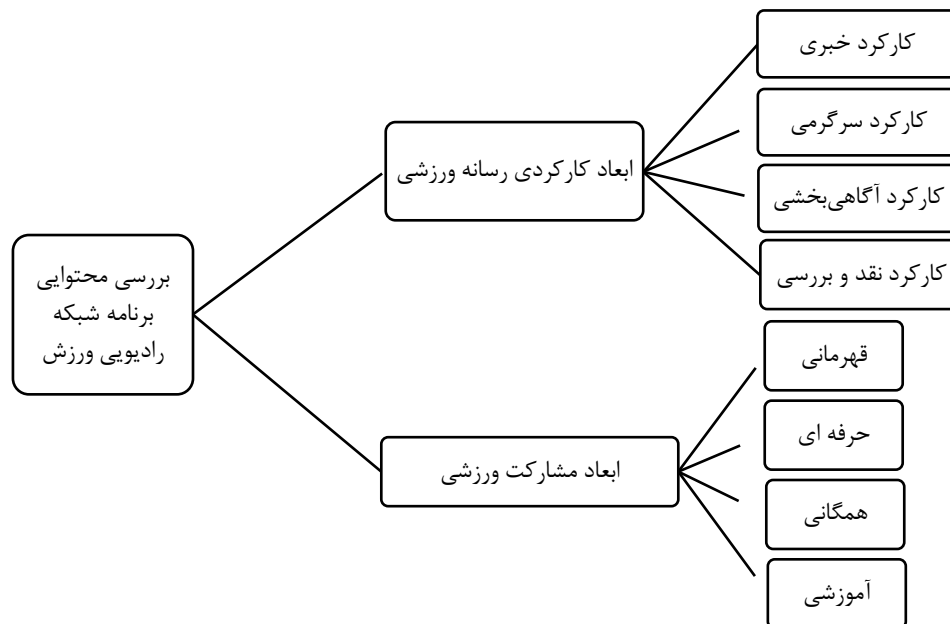 بررسی محتوایی
برنامه شبکه
رادیویی ورزش
ابعاد کارکردی رسانه ورزشی
کارکرد خبری
کارکرد سرگرمی
کارکرد آگاهی‌بخشی
کارکرد نقد و بررسی
ابعاد مشارکت ورزشی
قهرمانی
حرفه ای
همگانی
آموزشی